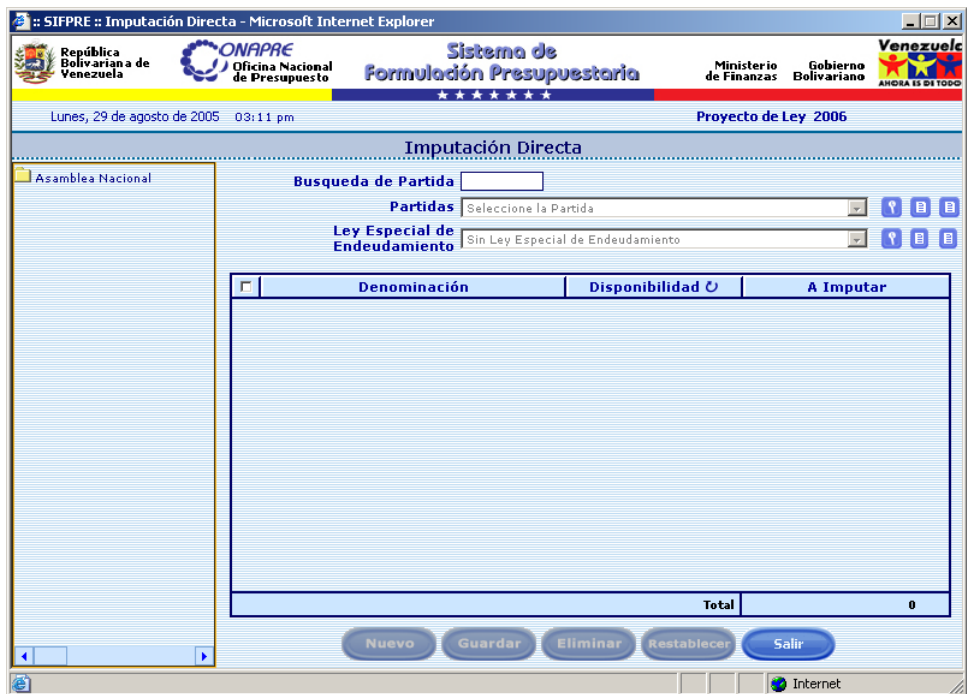 :: SIFPRE :: Imputación Directa - Microsoft Internet Explorer
República
Bolivariana de
Venezuela
ONAPRE
Oficina Nacional
de Presupuesto
Sistema de
Formulación Presupuestaria
Ministerio
de Finanzas
Gobierno
Bolivariano
Venezuela
AHORA ES DE TODO
Lunes, 29 de agosto de 2005 03:11 pm
Proyecto de Ley 2006
Imputación Directa
Asamblea Nacional
Busqueda de Partida
Partidas Seleccione la Partida
Ley Especial de
Endeudamiento Sin Ley Especial de Endeudamiento
Denominación Disponibilidad A Imputar
Total 0
Nuevo Guardar Eliminar Restablecer Salir
Internet